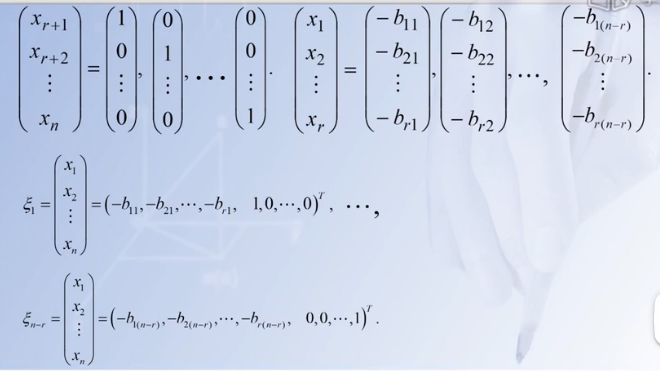 \begin{pmatrix} x_{r+1} \\ x_{r+2} \\ \vdots \\ x_n \end{pmatrix} = \begin{pmatrix} 1 \\ 0 \\ \vdots \\ 0 \end{pmatrix}, \begin{pmatrix} 0 \\ 1 \\ \vdots \\ 0 \end{pmatrix}, \cdots \begin{pmatrix} 0 \\ 0 \\ \vdots \\ 1 \end{pmatrix}. \begin{pmatrix} x_1 \\ x_2 \\ \vdots \\ x_r \end{pmatrix} = \begin{pmatrix} -b_{11} \\ -b_{21} \\ \vdots \\ -b_{r1} \end{pmatrix}, \begin{pmatrix} -b_{12} \\ -b_{22} \\ \vdots \\ -b_{r2} \end{pmatrix}, \cdots, \begin{pmatrix} -b_{1(n-r)} \\ -b_{2(n-r)} \\ \vdots \\ -b_{r(n-r)} \end{pmatrix}.
\xi_1 = \begin{pmatrix} x_1 \\ x_2 \\ \vdots \\ x_n \end{pmatrix} = (-b_{11}, -b_{21}, \cdots, -b_{r1}, 1, 0, \cdots, 0)^T, \cdots,
\xi_{n-r} = \begin{pmatrix} x_1 \\ x_2 \\ \vdots \\ x_n \end{pmatrix} = (-b_{1(n-r)}, -b_{2(n-r)}, \cdots, -b_{r(n-r)}, 0, 0, \cdots, 1)^T.